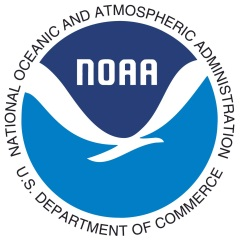 NATIONAL OCEANIC AND ATMOSPHERIC ADMINISTRATION
NOAA
U.S. DEPARTMENT OF COMMERCE